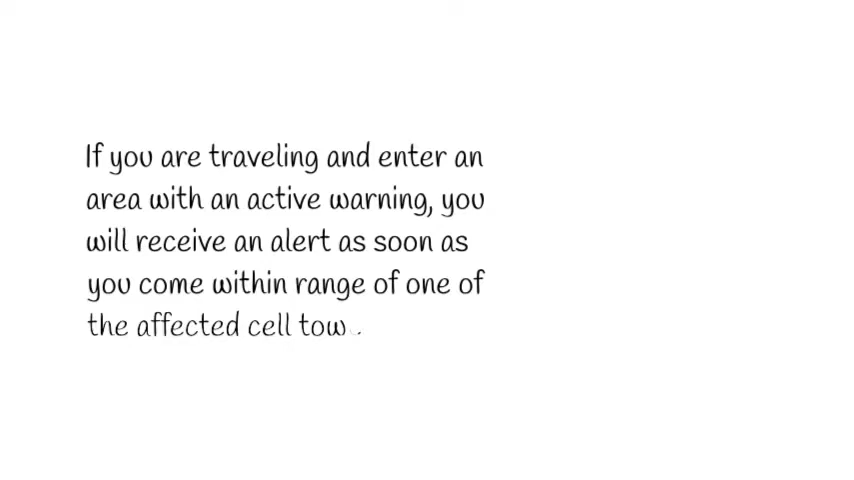 If you are traveling and enter an
area with an active warning, you
will receive an alert as soon as
you come within range of one of
the affected cell tow